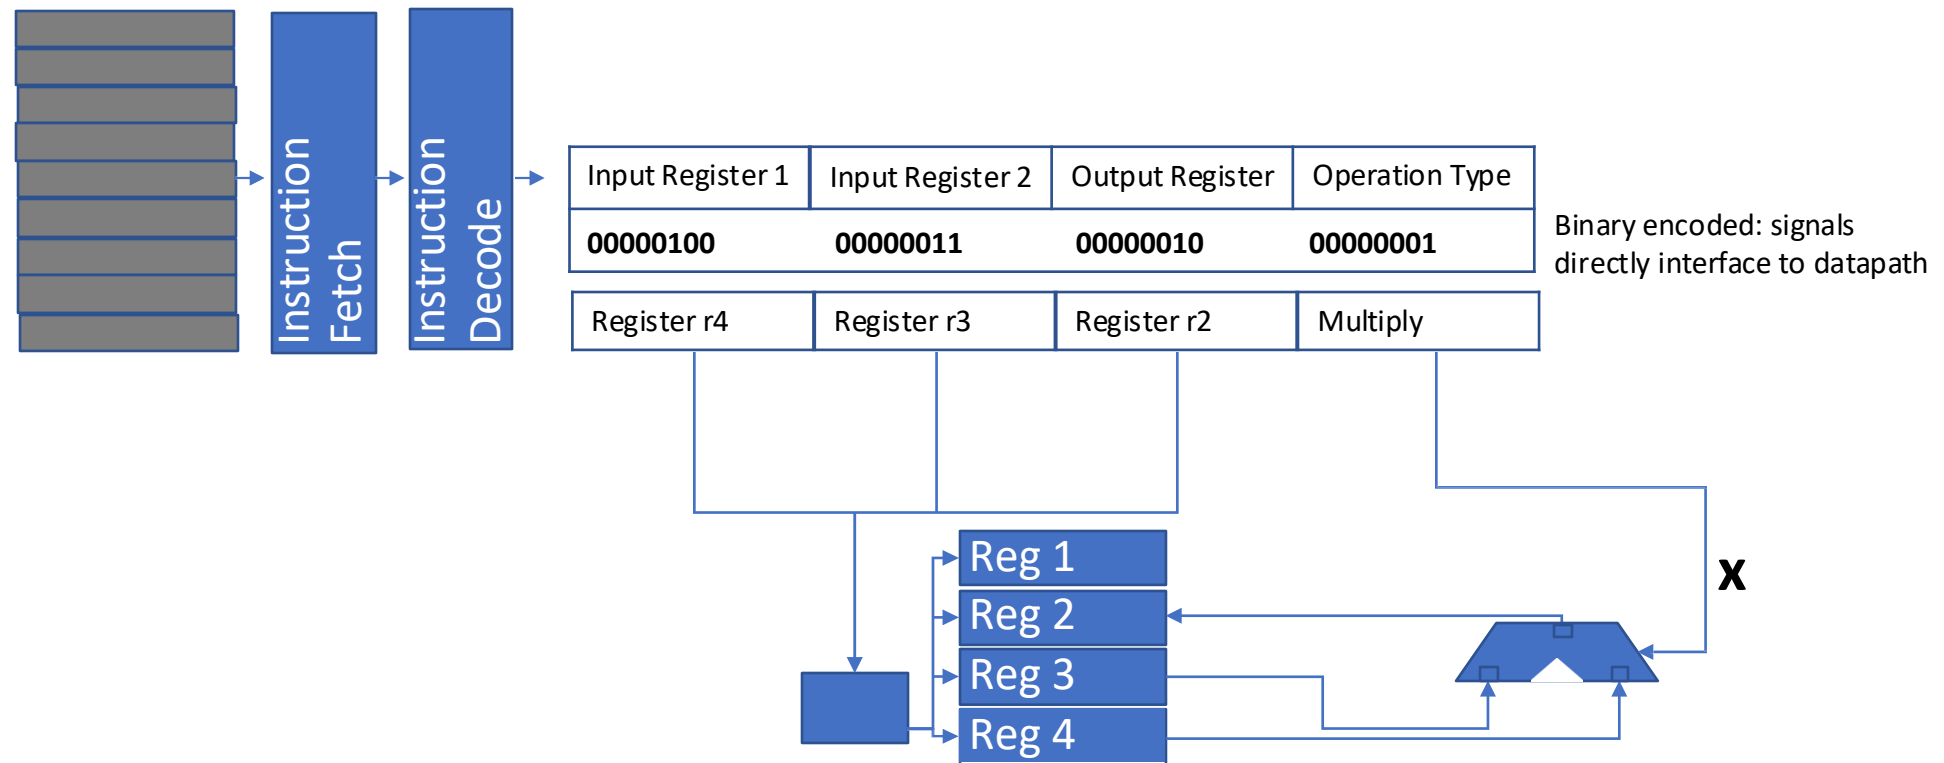 Instruction
Fetch
Instruction
Decode
Input Register 1 Input Register 2 Output Register Operation Type
00000100 00000011 00000010 00000001
Binary encoded: signals
directly interface to datapath
Register r4 Register r3 Register r2 Multiply
Reg 1
Reg 2
Reg 3
Reg 4
x